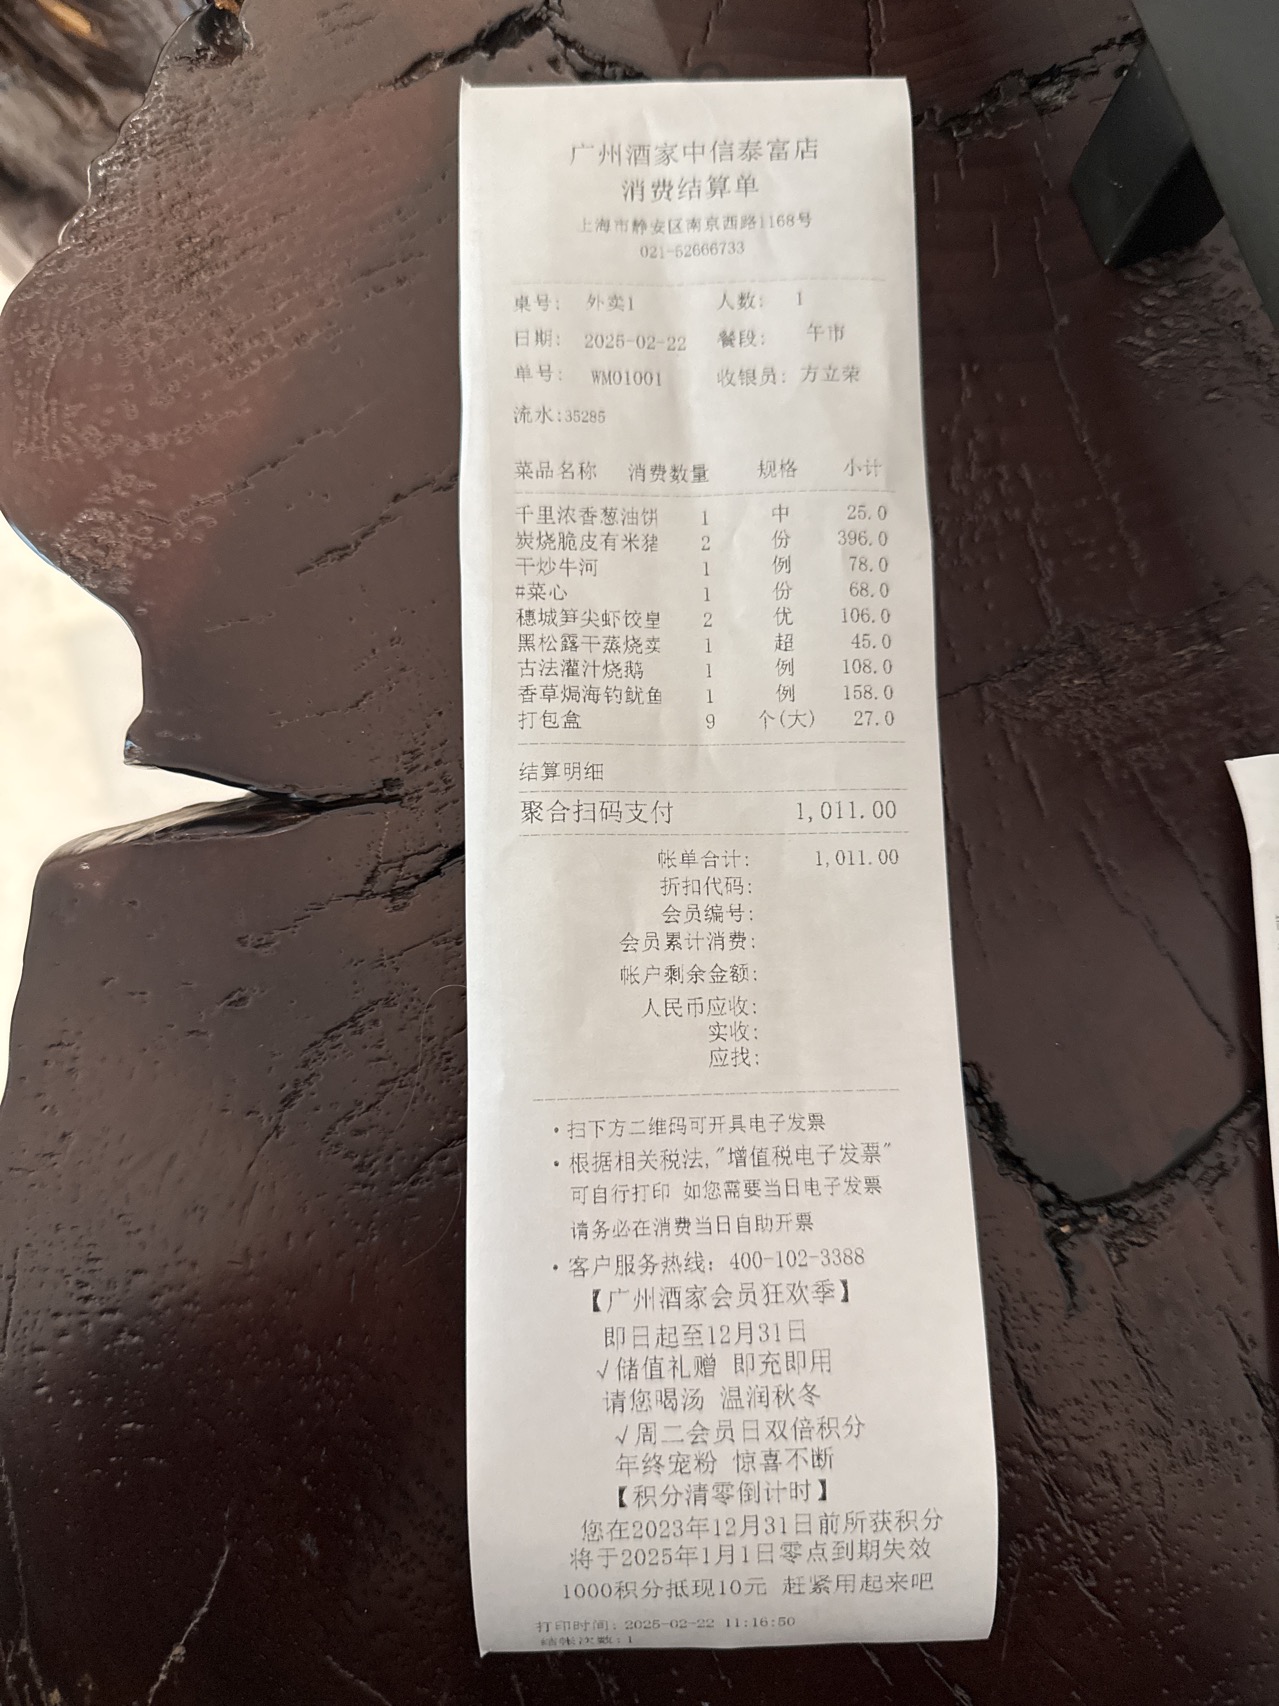 广州酒家中信泰富店
消费结算单
上海市静安区南京西路1168号
021-52666733
桌号: 外卖1 人数: 1
日期: 2025-02-22 餐段: 午市
单号: WM01001 收银员: 方立荣
流水:35285
菜品名称 消费数量 规格 小计
千里浓香葱油饼 1 中 25.0
炭烧脆皮有米猪 2 份 396.0
干炒牛河 1 例 78.0
#菜心 1 份 68.0
穗城笋尖虾饺皇 2 优 106.0
黑松露干蒸烧卖 1 超 45.0
古法灌汁烧鹅 1 例 108.0
香草焗海钓鱿鱼 1 例 158.0
打包盒 9 个(大) 27.0
结算明细
聚合扫码支付 1,011.00
帐单合计: 1,011.00
折扣代码:
会员编号:
会员累计消费:
帐户剩余金额:
人民币应收:
实收:
应找:
·扫下方二维码可开具电子发票
·根据相关税法,"增值税电子发票"
可自行打印 如您需要当日电子发票
请务必在消费当日自助开票
·客户服务热线: 400-102-3388
【广州酒家会员狂欢季】
即日起至12月31日
√储值礼赠 即充即用
请您喝汤 温润秋冬
√周二会员日双倍积分
年终宠粉 惊喜不断
【积分清零倒计时】
您在2023年12月31日前所获积分
将于2025年1月1日零点到期失效
1000积分抵现10元 赶紧用起来吧
打印时间: 2025-02-22 11:16:50
结帐次数: 1